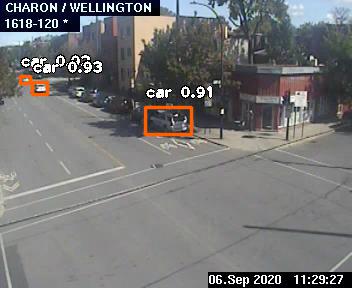 CHARON / WELLINGTON
1618-120 *
car 0.93
car 0.91
06.Sep 2020 11:29:27